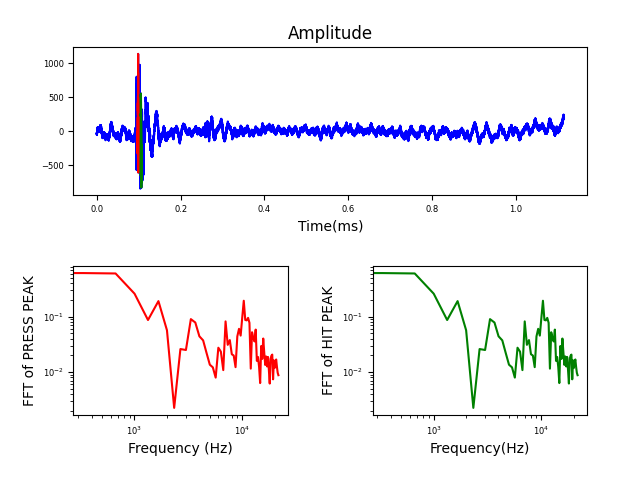 Amplitude
1000
500
0
−500
0.0 0.2 0.4 0.6 0.8 1.0
Time(ms)
FFT of PRESS PEAK
10⁻¹
10⁻²
10³ 10⁴
Frequency (Hz)
FFT of HIT PEAK
10⁻¹
10⁻²
10³ 10⁴
Frequency(Hz)